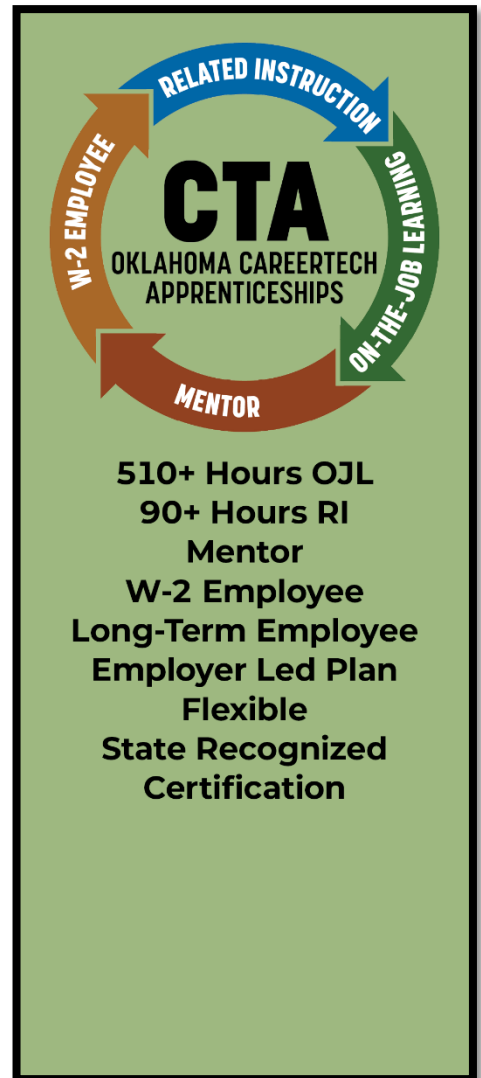 RELATED INSTRUCTION
ON-THE-JOB LEARNING
MENTOR
W-2 EMPLOYEE
CTA
OKLAHOMA CAREERTECH
APPRENTICESHIPS
510+ Hours OJL
90+ Hours RI
Mentor
W-2 Employee
Long-Term Employee
Employer Led Plan
Flexible
State Recognized
Certification